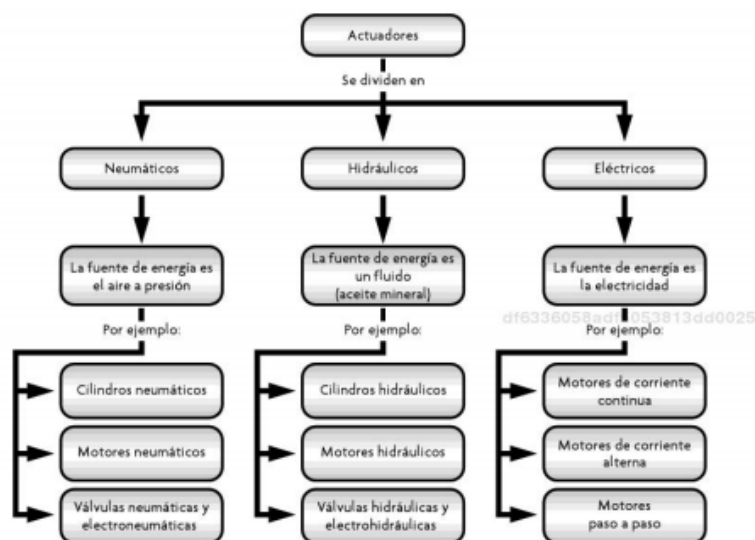 Actuadores
Se dividen en
Neumáticos
Hidráulicos
Eléctricos
La fuente de energía es
el aire a presión
La fuente de energía es
un fluido
(aceite mineral)
La fuente de energía es
la electricidad
Por ejemplo:
Por ejemplo:
Por ejemplo:
Cilindros neumáticos
Motores neumáticos
Válvulas neumáticas y
electroneumáticas
Cilindros hidráulicos
Motores hidráulicos
Válvulas hidráulicas y
electrohidráulicas
Motores de corriente
continua
Motores de corriente
alterna
Motores
paso a paso